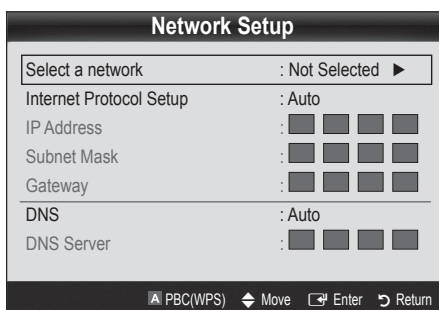 Network Setup
Select a network : Not Selected ►
Internet Protocol Setup : Auto
IP Address :
Subnet Mask :
Gateway :
DNS : Auto
DNS Server :
A PBC(WPS) Move Enter Return